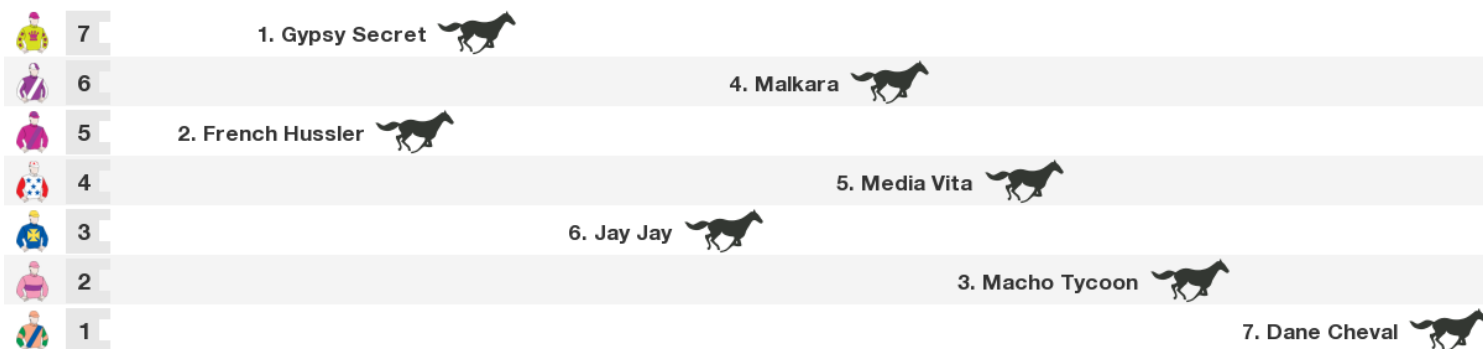 7 1. Gypsy Secret
6 4. Malkara
5 2. French Hussler
4 5. Media Vita
3 6. Jay Jay
2 3. Macho Tycoon
1 7. Dane Cheval